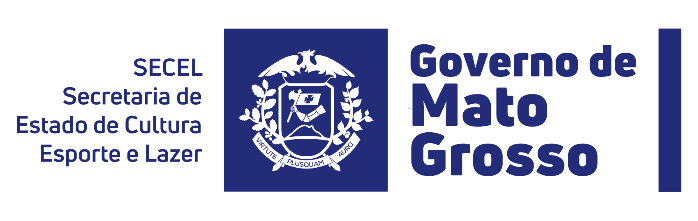 SECEL
Secretaria de
Estado de Cultura
Esporte e Lazer
VIRTUTE PLUSQUAM AURO
Governo de
Mato
Grosso